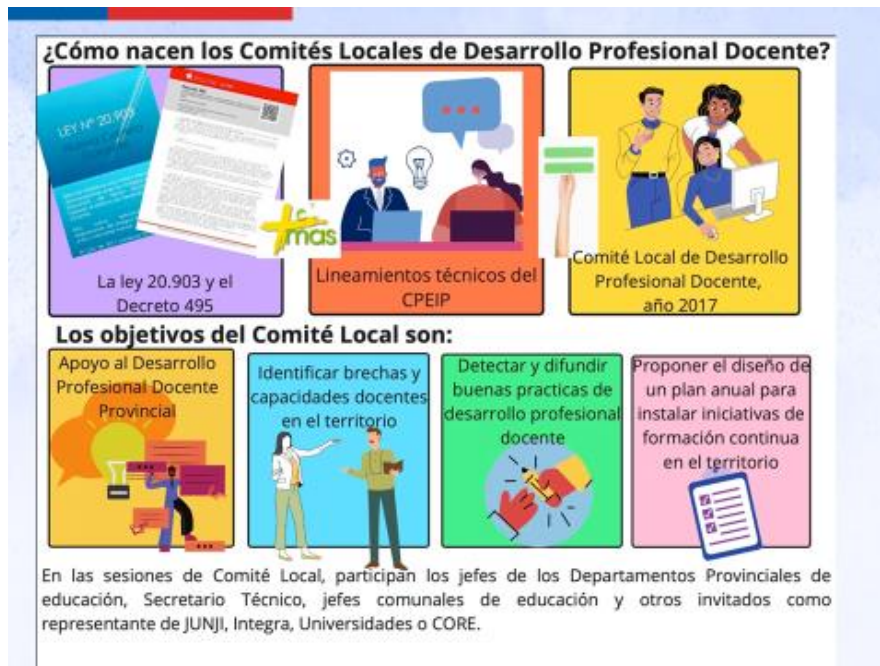 ¿Cómo nacen los Comités Locales de Desarrollo Profesional Docente?
LEY Nº 20.903
mas
La ley 20.903 y el
Decreto 495
Lineamientos técnicos del
CPEIP
Comité Local de Desarrollo
Profesional Docente,
año 2017
Los objetivos del Comité Local son:
Apoyo al Desarrollo
Profesional Docente
Provincial
Identificar brechas y
capacidades docentes
en el territorio
Detectar y difundir
buenas practicas de
desarrollo profesional
docente
Proponer el diseño de
un plan anual para
instalar iniciativas de
formación continua
en el territorio
En las sesiones de Comité Local, participan los jefes de los Departamentos Provinciales de
educación, Secretario Técnico, jefes comunales de educación y otros invitados como
representante de JUNJI, Integra, Universidades o CORE.